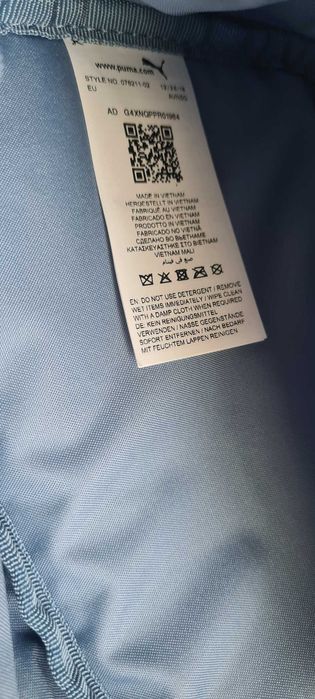 www.puma.com
STYLE NO. 076211-02
EU
AD G4XNQPPR01984
MADE IN VIETNAM
HERGESTELLT IN VIETNAM
FABRIQUÉ AU VIETNAM
FABRICADO EN VIETNAM
PRODOTTO IN VIETNAM
FABRICADO NO VIETNÃ
СДЕЛАНО ВО ВЬЕТНАМЕ
ΚΑΤΑΣΚΕΥΑΣΤΗΚΕ ΣΤΟ ΒΙΕΤΝΑΜ
VIETNAM MALI
صنع في فيتنام
EN: DO NOT USE DETERGENT / REMOVE
WET ITEMS IMMEDIATELY / WIPE CLEAN
WITH A DAMP CLOTH WHEN REQUIRED
DE: KEIN REINIGUNGSMITTEL
VERWENDEN / NASSE GEGENSTÄNDE
SOFORT ENTFERNEN / NACH BEDARF
MIT FEUCHTEM LAPPEN REINIGEN